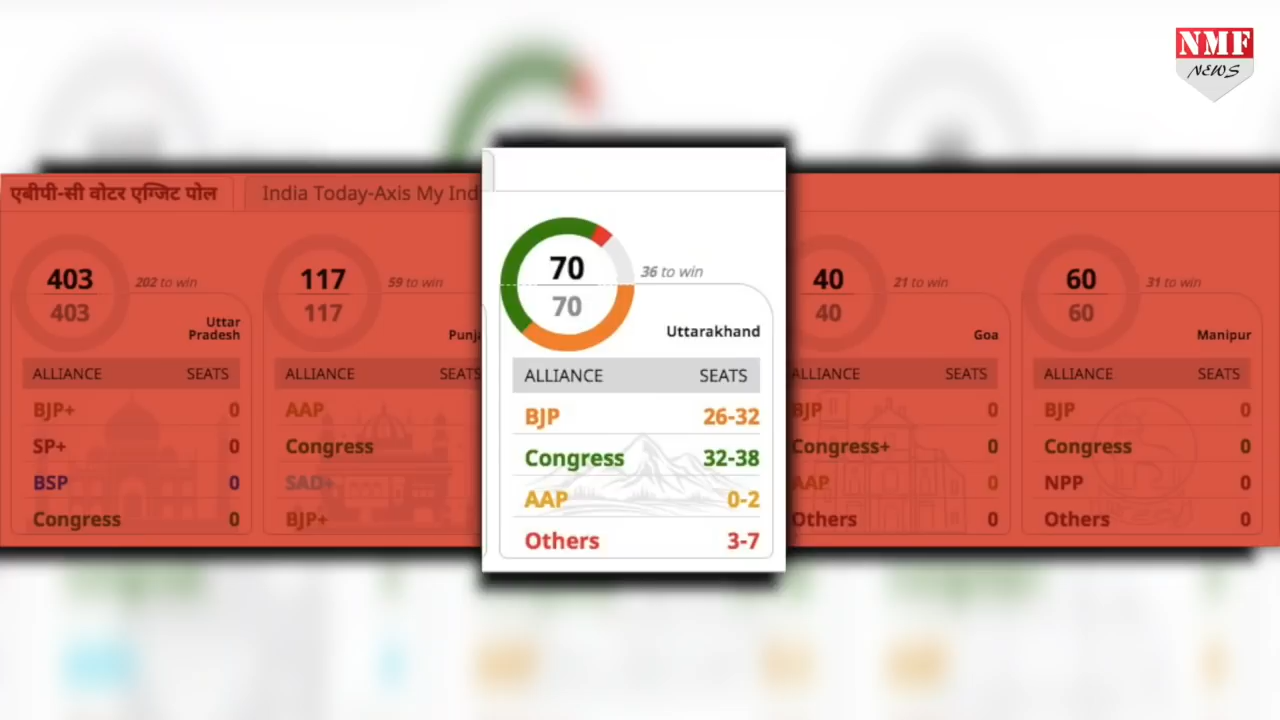 NMF
NEWS
एबीपी-सी वोटर एग्जिट पोल
India Today-Axis My Ind
403
403
202 to win
Uttar
Pradesh
ALLIANCE SEATS
BJP+ 0
SP+ 0
BSP 0
Congress 0
117
117
59 to win
Punj
ALLIANCE SEATS
AAP
Congress
SAD+
BJP+
70
70
36 to win
Uttarakhand
ALLIANCE SEATS
BJP 26-32
Congress 32-38
AAP 0-2
Others 3-7
40
40
21 to win
Goa
ALLIANCE SEATS
BJP 0
Congress+ 0
AAP 0
Others 0
60
60
31 to win
Manipur
ALLIANCE SEATS
BJP 0
Congress 0
NPP 0
Others 0